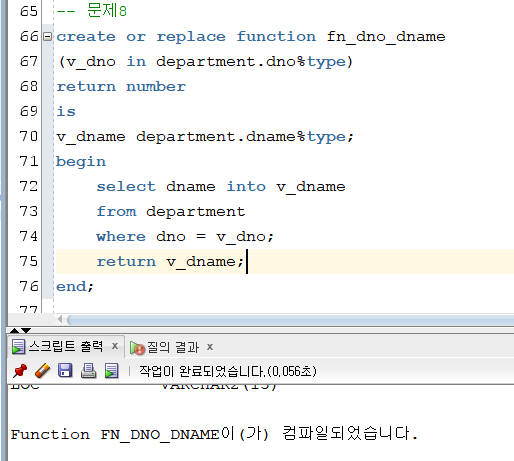 65 -- 문제8
66 create or replace function fn_dno_dname
67 (v_dno in department.dno%type)
68 return number
69 is
70 v_dname department.dname%type;
71 begin
72 select dname into v_dname
73 from department
74 where dno = v_dno;
75 return v_dname;
76 end;
77
스크립트 출력 x 질의 결과 x
작업이 완료되었습니다.(0,056초)
LOC VARCHAR2(13)
Function FN_DNO_DNAME이(가) 컴파일되었습니다.